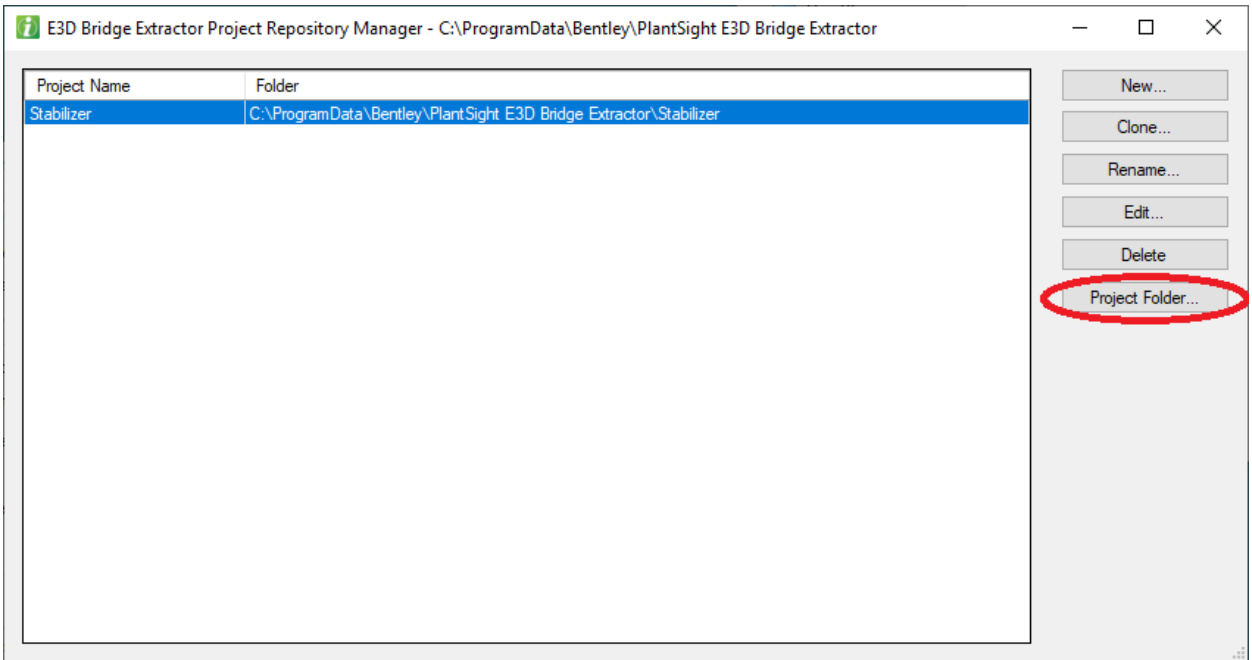 E3D Bridge Extractor Project Repository Manager - C:\ProgramData\Bentley\PlantSight E3D Bridge Extractor
Project Name Folder
Stabilizer C:\ProgramData\Bentley\PlantSight E3D Bridge Extractor\Stabilizer
New...
Clone...
Rename...
Edit...
Delete
Project Folder...